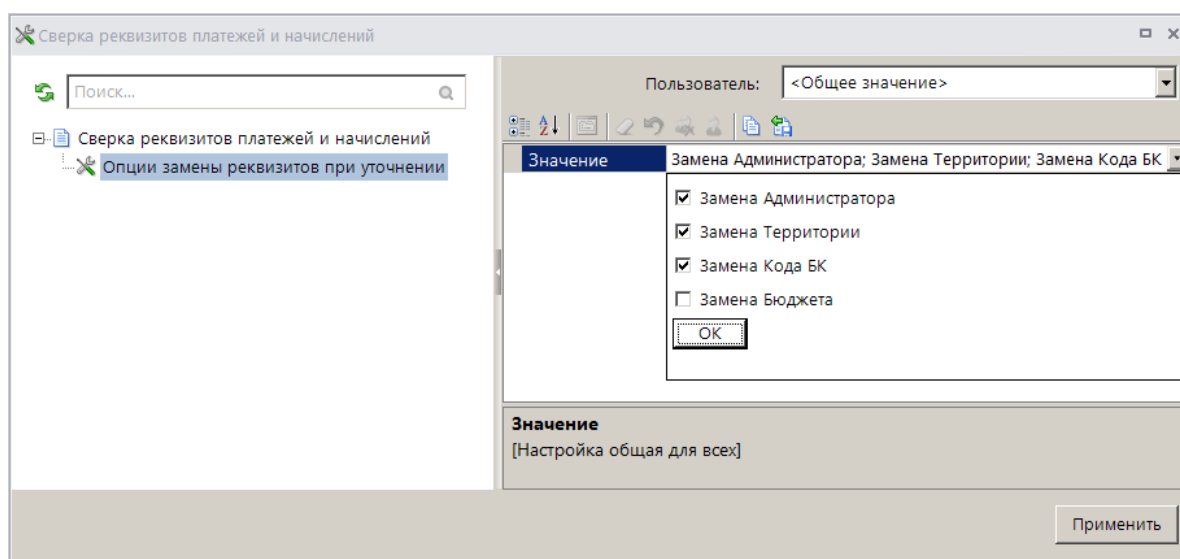 Сверка реквизитов платежей и начислений
Поиск...
Пользователь: <Общее значение>
Сверка реквизитов платежей и начислений
Опции замены реквизитов при уточнении
Значение Замена Администратора; Замена Территории; Замена Кода БК
Замена Администратора
Замена Территории
Замена Кода БК
Замена Бюджета
ОК
Значение
[Настройка общая для всех]
Применить